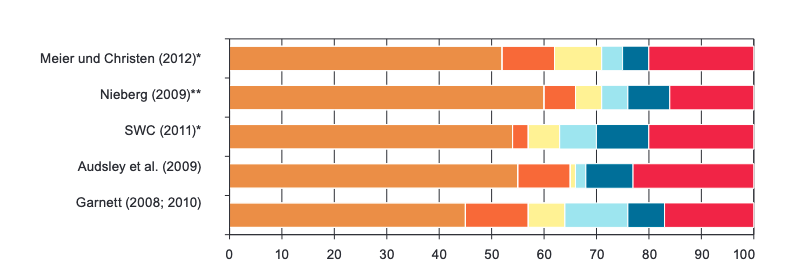 Meier und Christen (2012)*
Nieberg (2009)**
SWC (2011)*
Audsley et al. (2009)
Garnett (2008; 2010)
0 10 20 30 40 50 60 70 80 90 100